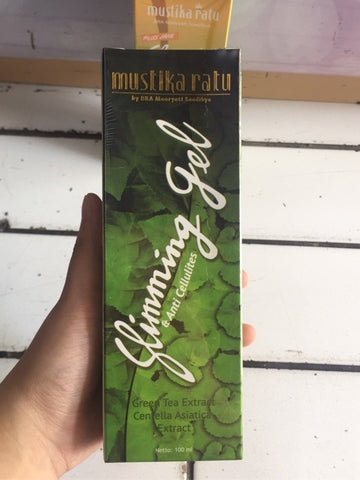 mustika ratu
mustika ratu
by BRA Mooryati Soedibyo
Slimming Gel
& Anti Cellulites
Green Tea Extract
Centella Asiatica
Extract
Netto: 100 ml